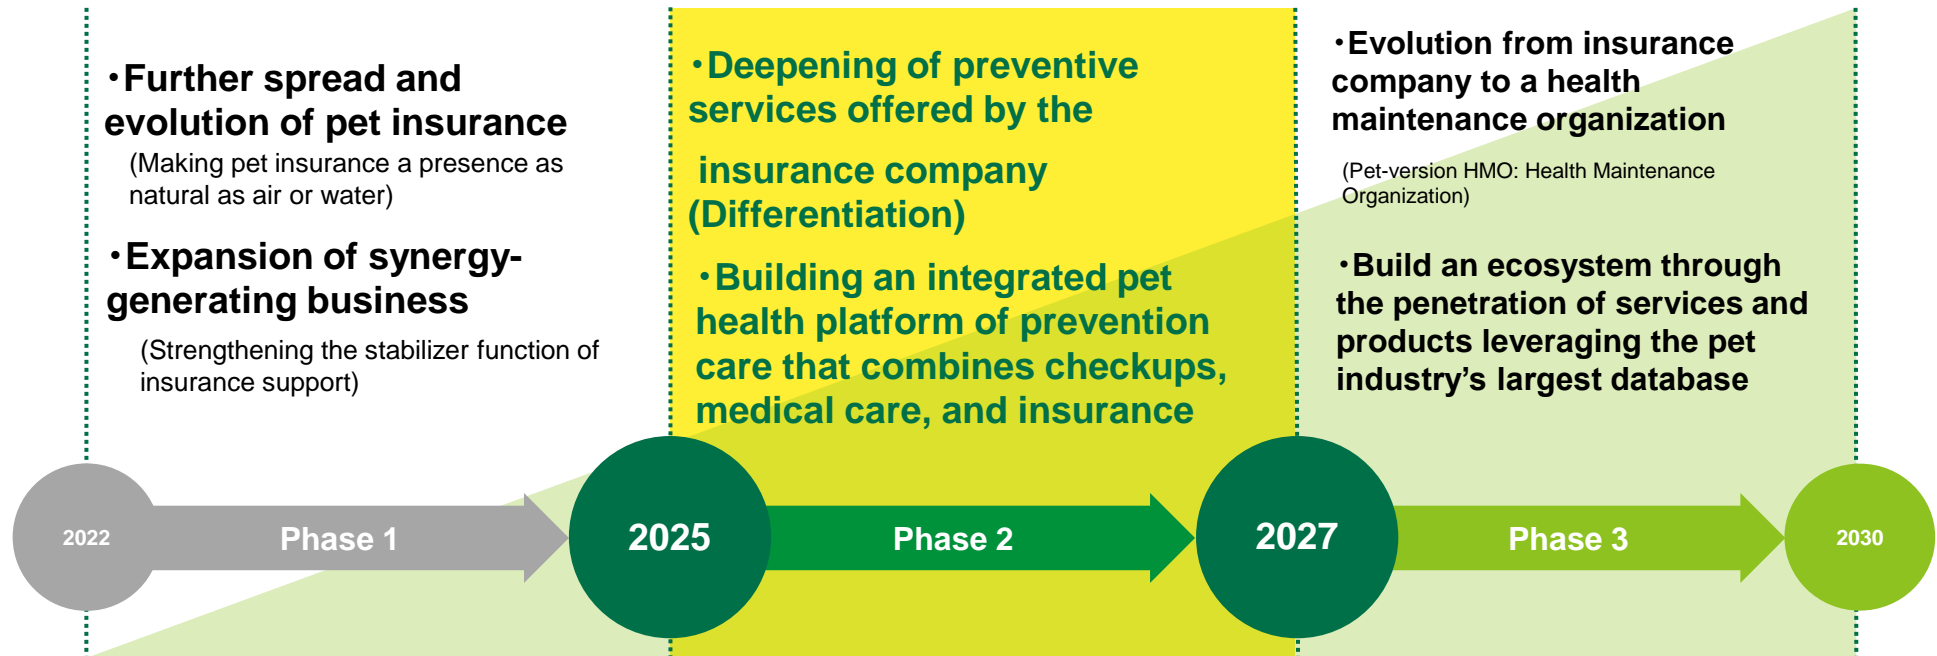 ・Further spread and
evolution of pet insurance
(Making pet insurance a presence as
natural as air or water)
・Expansion of synergy-
generating business
(Strengthening the stabilizer function of
insurance support)
・Deepening of preventive
services offered by the
insurance company
(Differentiation)
・Building an integrated pet
health platform of prevention
care that combines checkups,
medical care, and insurance
・Evolution from insurance
company to a health
maintenance organization
(Pet-version HMO: Health Maintenance
Organization)
・Build an ecosystem through
the penetration of services and
products leveraging the pet
industry’s largest database
2022
Phase 1
2025
Phase 2
2027
Phase 3
2030